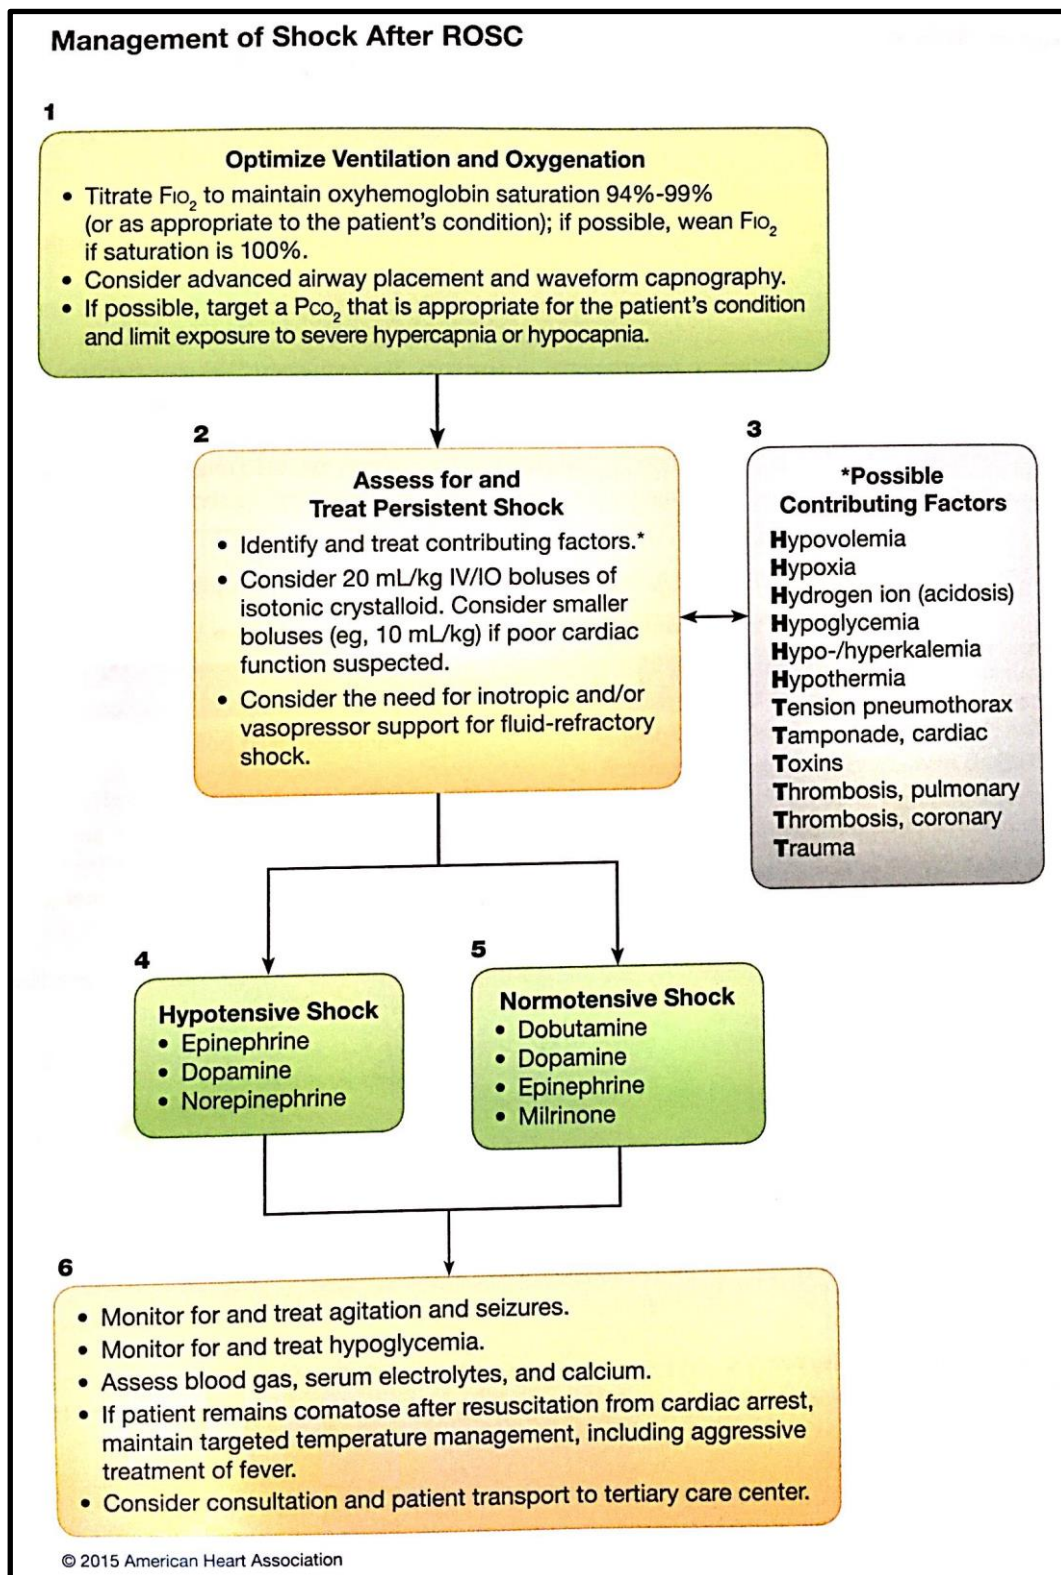 Management of Shock After ROSC
1
Optimize Ventilation and Oxygenation
• Titrate FIO₂ to maintain oxyhemoglobin saturation 94%-99%
(or as appropriate to the patient's condition); if possible, wean FIO₂
if saturation is 100%.
• Consider advanced airway placement and waveform capnography.
• If possible, target a PCO₂ that is appropriate for the patient's condition
and limit exposure to severe hypercapnia or hypocapnia.
2
Assess for and
Treat Persistent Shock
• Identify and treat contributing factors.*
• Consider 20 mL/kg IV/IO boluses of
isotonic crystalloid. Consider smaller
boluses (eg, 10 mL/kg) if poor cardiac
function suspected.
• Consider the need for inotropic and/or
vasopressor support for fluid-refractory
shock.
3
*Possible
Contributing Factors
Hypovolemia
Hypoxia
Hydrogen ion (acidosis)
Hypoglycemia
Hypo-/hyperkalemia
Hypothermia
Tension pneumothorax
Tamponade, cardiac
Toxins
Thrombosis, pulmonary
Thrombosis, coronary
Trauma
4
Hypotensive Shock
• Epinephrine
• Dopamine
• Norepinephrine
5
Normotensive Shock
• Dobutamine
• Dopamine
• Epinephrine
• Milrinone
6
• Monitor for and treat agitation and seizures.
• Monitor for and treat hypoglycemia.
• Assess blood gas, serum electrolytes, and calcium.
• If patient remains comatose after resuscitation from cardiac arrest,
maintain targeted temperature management, including aggressive
treatment of fever.
• Consider consultation and patient transport to tertiary care center.
© 2015 American Heart Association